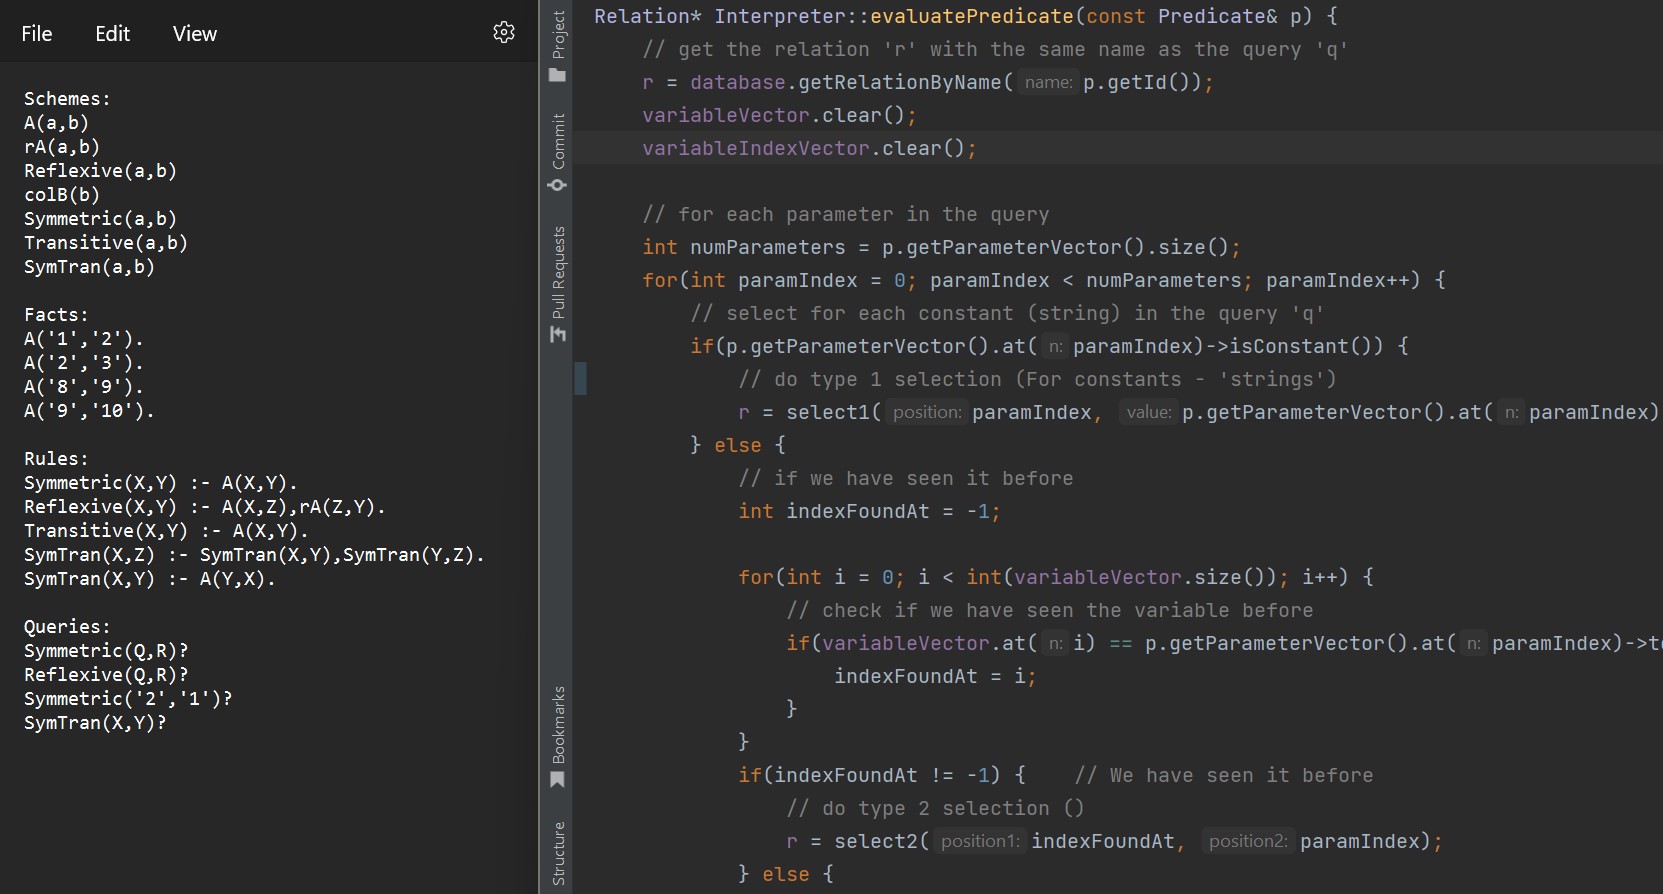 File Edit View
Schemes:
A(a,b)
rA(a,b)
Reflexive(a,b)
colB(b)
Symmetric(a,b)
Transitive(a,b)
SymTran(a,b)

Facts:
A('1','2').
A('2','3').
A('8','9').
A('9','10').

Rules:
Symmetric(X,Y) :- A(X,Y).
Reflexive(X,Y) :- A(X,Z),rA(Z,Y).
Transitive(X,Y) :- A(X,Y).
SymTran(X,Z) :- SymTran(X,Y),SymTran(Y,Z).
SymTran(X,Y) :- A(Y,X).

Queries:
Symmetric(Q,R)?
Reflexive(Q,R)?
Symmetric('2','1')?
SymTran(X,Y)?
Project
Commit
Pull Requests
Bookmarks
Structure
Relation* Interpreter::evaluatePredicate(const Predicate& p) {
    // get the relation 'r' with the same name as the query 'q'
    r = database.getRelationByName( name: p.getId());
    variableVector.clear();
    variableIndexVector.clear();

    // for each parameter in the query
    int numParameters = p.getParameterVector().size();
    for(int paramIndex = 0; paramIndex < numParameters; paramIndex++) {
        // select for each constant (string) in the query 'q'
        if(p.getParameterVector().at( n: paramIndex)->isConstant()) {
            // do type 1 selection (For constants - 'strings')
            r = select1( position: paramIndex, value: p.getParameterVector().at( n: paramIndex)
        } else {
            // if we have seen it before
            int indexFoundAt = -1;

            for(int i = 0; i < int(variableVector.size()); i++) {
                // check if we have seen the variable before
                if(variableVector.at( n: i) == p.getParameterVector().at( n: paramIndex)->t
                    indexFoundAt = i;
                }
            }
            if(indexFoundAt != -1) {    // We have seen it before
                // do type 2 selection ()
                r = select2( position1: indexFoundAt, position2: paramIndex);
            } else {